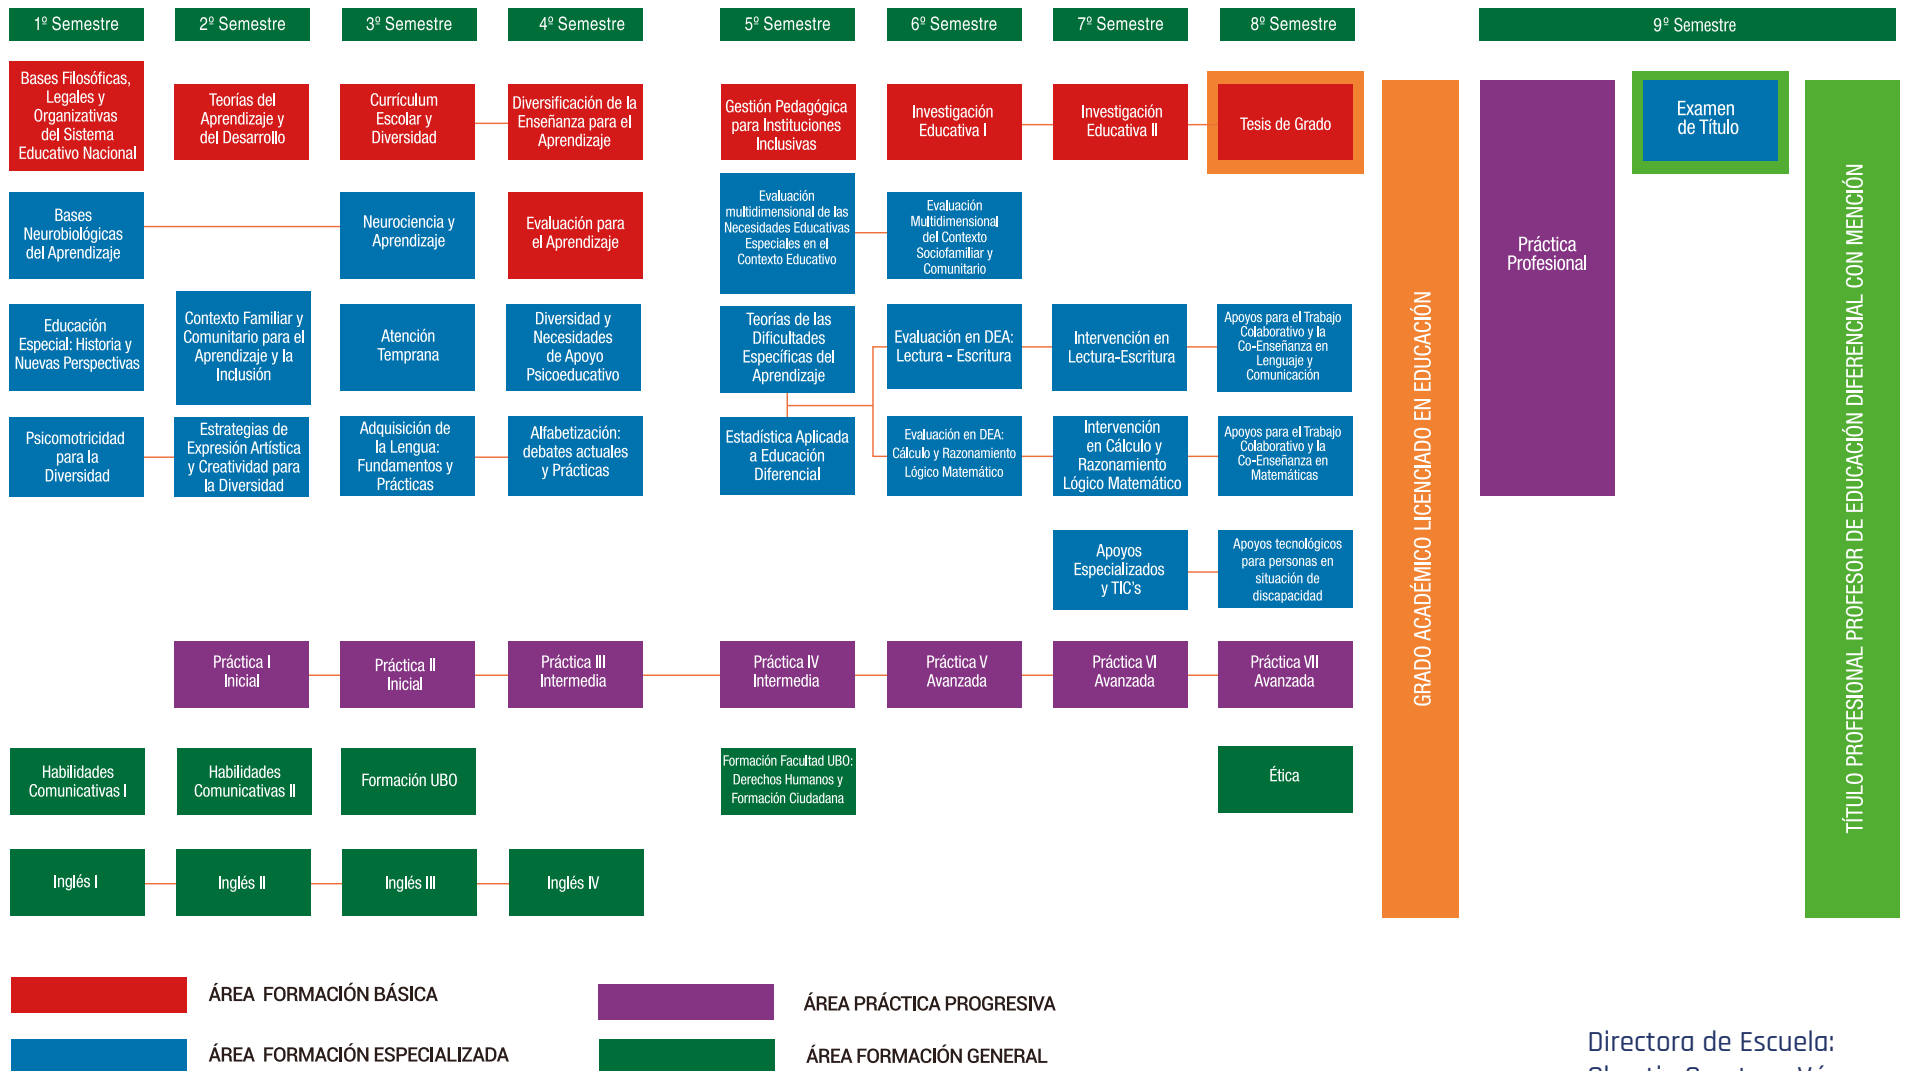 1º Semestre
2º Semestre
3º Semestre
4º Semestre
5º Semestre
6º Semestre
7º Semestre
8º Semestre
9º Semestre
Bases Filosóficas,
Legales y
Organizativas
del Sistema
Educativo Nacional
Teorías del
Aprendizaje y
del Desarrollo
Currículum
Escolar y
Diversidad
Diversificación de la
Enseñanza para el
Aprendizaje
Gestión Pedagógica
para Instituciones
Inclusivas
Investigación
Educativa I
Investigación
Educativa II
Tesis de Grado
Examen
de Título
Bases
Neurobiológicas
del Aprendizaje
Neurociencia y
Aprendizaje
Evaluación para
el Aprendizaje
Evaluación
multidimensional de las
Necesidades Educativas
Especiales en el
Contexto Educativo
Evaluación
Multidimensional
del Contexto
Sociofamiliar y
Comunitario
Práctica
Profesional
Educación
Especial: Historia y
Nuevas Perspectivas
Contexto Familiar y
Comunitario para el
Aprendizaje y la
Inclusión
Atención
Temprana
Diversidad y
Necesidades
de Apoyo
Psicoeducativo
Teorías de las
Dificultades
Específicas del
Aprendizaje
Evaluación en DEA:
Lectura - Escritura
Intervención en
Lectura-Escritura
Apoyos para el Trabajo
Colaborativo y la
Co-Enseñanza en
Lenguaje y
Comunicación
Psicomotricidad
para la
Diversidad
Estrategias de
Expresión Artística
y Creatividad para
la Diversidad
Adquisición de
la Lengua:
Fundamentos y
Prácticas
Alfabetización:
debates actuales
y Prácticas
Estadística Aplicada
a Educación
Diferencial
Evaluación en DEA:
Cálculo y Razonamiento
Lógico Matemático
Intervención
en Cálculo y
Razonamiento
Lógico Matemático
Apoyos para el Trabajo
Colaborativo y la
Co-Enseñanza en
Matemáticas
Apoyos
Especializados
y TIC's
Apoyos tecnológicos
para personas en
situación de
discapacidad
Práctica I
Inicial
Práctica II
Inicial
Práctica III
Intermedia
Práctica IV
Intermedia
Práctica V
Avanzada
Práctica VI
Avanzada
Práctica VII
Avanzada
Habilidades
Comunicativas I
Habilidades
Comunicativas II
Formación UBO
Formación Facultad UBO:
Derechos Humanos y
Formación Ciudadana
Ética
Inglés I
Inglés II
Inglés III
Inglés IV
GRADO ACADÉMICO LICENCIADO EN EDUCACIÓN
TÍTULO PROFESIONAL PROFESOR DE EDUCACIÓN DIFERENCIAL CON MENCIÓN
ÁREA FORMACIÓN BÁSICA
ÁREA PRÁCTICA PROGRESIVA
ÁREA FORMACIÓN ESPECIALIZADA
ÁREA FORMACIÓN GENERAL
Directora de Escuela: